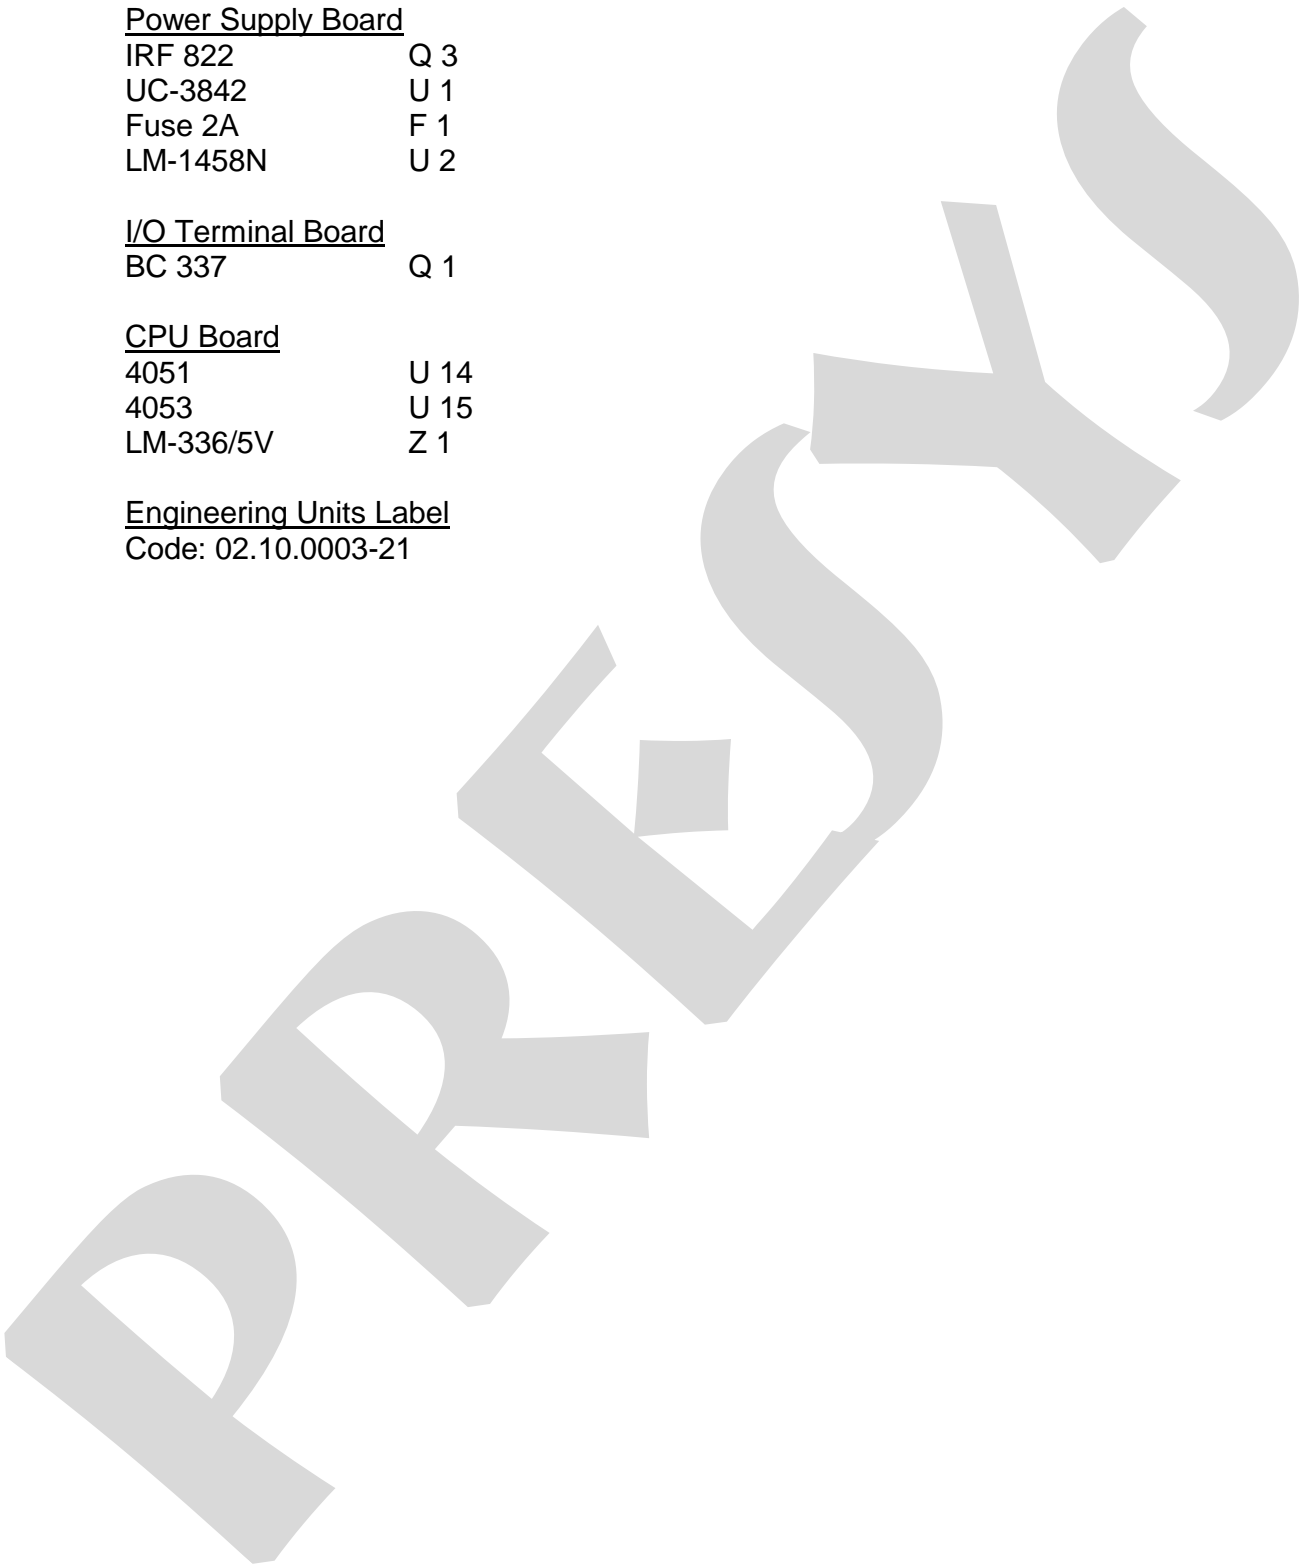 Power Supply Board
IRF 822 Q 3
UC-3842 U 1
Fuse 2A F 1
LM-1458N U 2
I/O Terminal Board
BC 337 Q 1
CPU Board
4051 U 14
4053 U 15
LM-336/5V Z 1
Engineering Units Label
Code: 02.10.0003-21
PRESYS